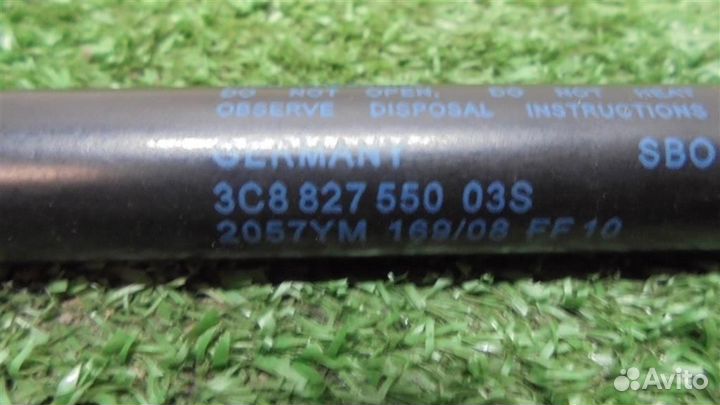 DO NOT OPEN, DO NOT HEAT
OBSERVE DISPOSAL INSTRUCTIONS
GERMANY SBO
3C8 827 550 03S
2057YM 169/08 FF10
Avito